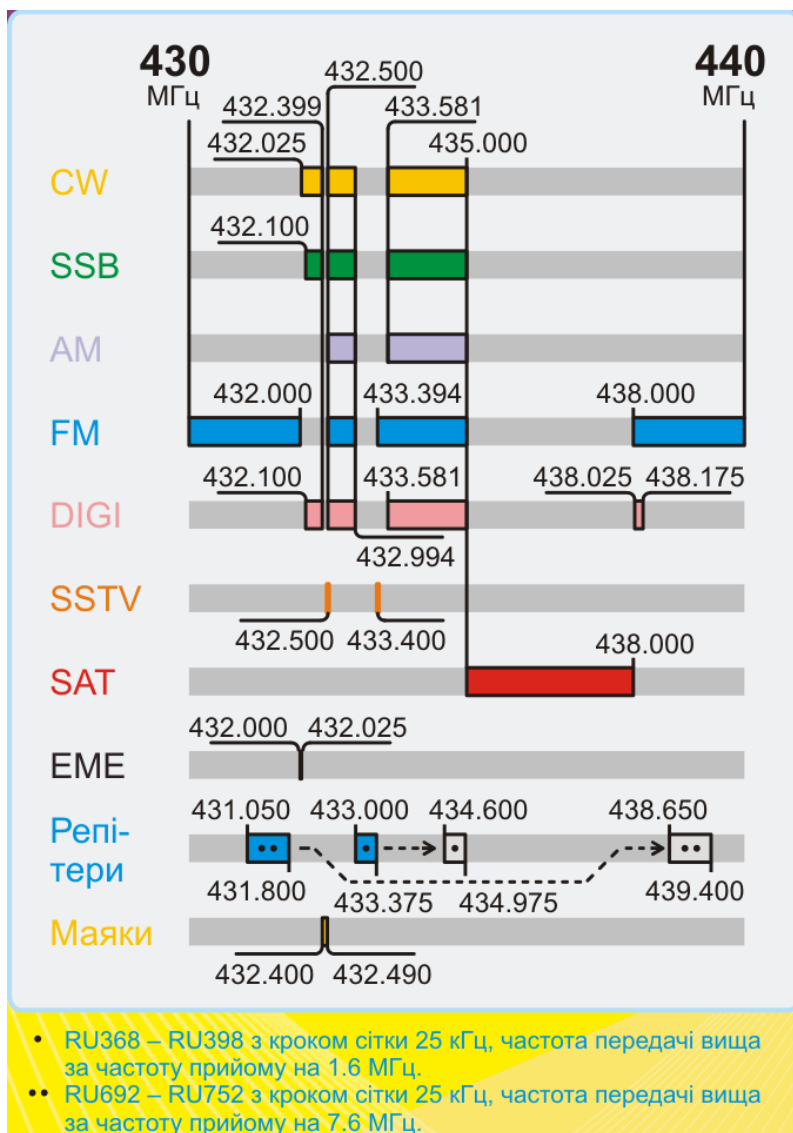 430
МГц
432.500
440
МГц
432.399
433.581
432.025
435.000
CW
432.100
SSB
AM
432.000
433.394
438.000
FM
432.100
433.581
438.025
438.175
DIGI
432.994
SSTV
432.500
433.400
438.000
SAT
432.000
432.025
EME
431.050
433.000
434.600
438.650
Репі-
тери
431.800
433.375
434.975
439.400
Маяки
432.400
432.490
• RU368 – RU398 з кроком сітки 25 кГц, частота передачі вища
за частоту прийому на 1.6 МГц.
•• RU692 – RU752 з кроком сітки 25 кГц, частота передачі вища
за частоту прийому на 7.6 МГц.